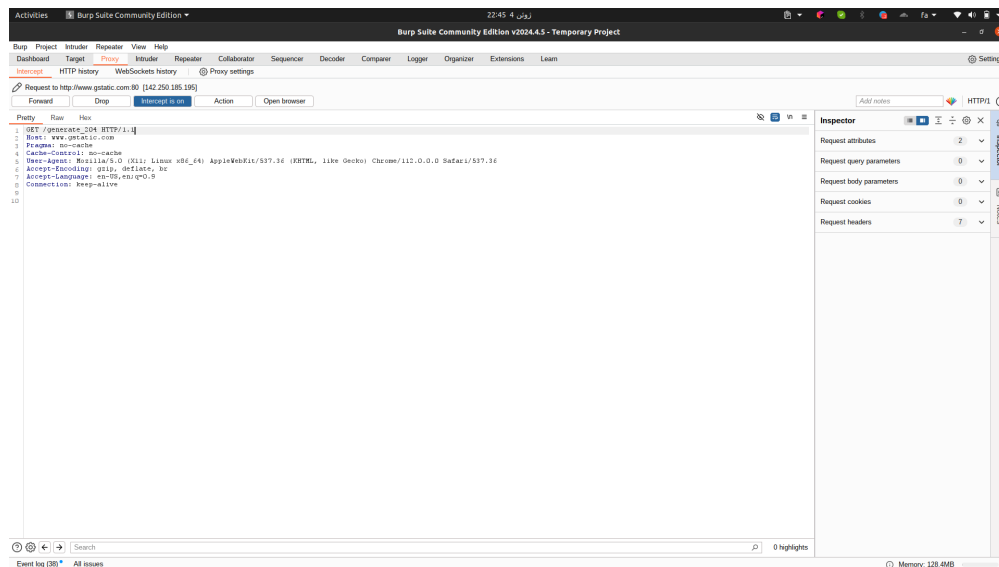 Activities Burp Suite Community Edition 22:45 4 ژوئن fa
Burp Suite Community Edition v2024.4.5 - Temporary Project
Burp Project Intruder Repeater View Help
Dashboard Target Proxy Intruder Repeater Collaborator Sequencer Decoder Comparer Logger Organizer Extensions Learn Setting
Intercept HTTP history WebSockets history Proxy settings
Request to http://www.gstatic.com:80 [142.250.185.195]
Forward Drop Intercept is on Action Open browser Add notes HTTP/1
Pretty Raw Hex \n Inspector
1 GET /generate_204 HTTP/1.1
2 Host: www.gstatic.com
3 Pragma: no-cache
4 Cache-Control: no-cache
5 User-Agent: Mozilla/5.0 (X11; Linux x86_64) AppleWebKit/537.36 (KHTML, like Gecko) Chrome/112.0.0.0 Safari/537.36
6 Accept-Encoding: gzip, deflate, br
7 Accept-Language: en-US,en;q=0.9
8 Connection: keep-alive
9
10
Request attributes 2
Request query parameters 0
Request body parameters 0
Request cookies 0
Request headers 7
Search 0 highlights
Event log (38) All issues Memory: 128.4MB